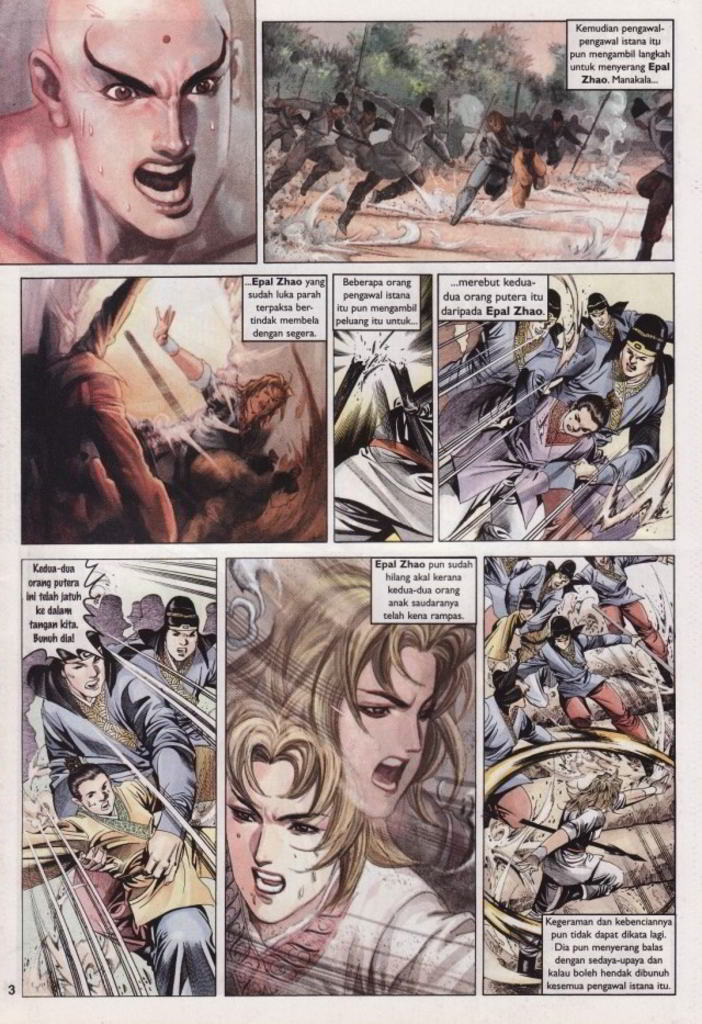 Kemudian pengawal-
pengawal istana itu
pun mengambil langkah
untuk menyerang Epal
Zhao. Manakala...
...Epal Zhao yang
sudah luka parah
terpaksa ber-
tindak membela
dengan segera.
Beberapa orang
pengawal istana
itu pun mengambil
peluang itu untuk...
...merebut kedua-
dua orang putera itu
daripada Epal Zhao.
Kedua-dua
orang putera
ini telah jatuh
ke dalam
tangan kita.
Bunuh dia!
Epal Zhao pun sudah
hilang akal kerana
kedua-dua orang
anak saudaranya
telah kena rampas.
Kegeraman dan kebenciannya
pun tidak dapat dikata lagi.
Dia pun menyerang balas
dengan sedaya-upaya dan
kalau boleh hendak dibunuh
kesemua pengawal istana itu.
3